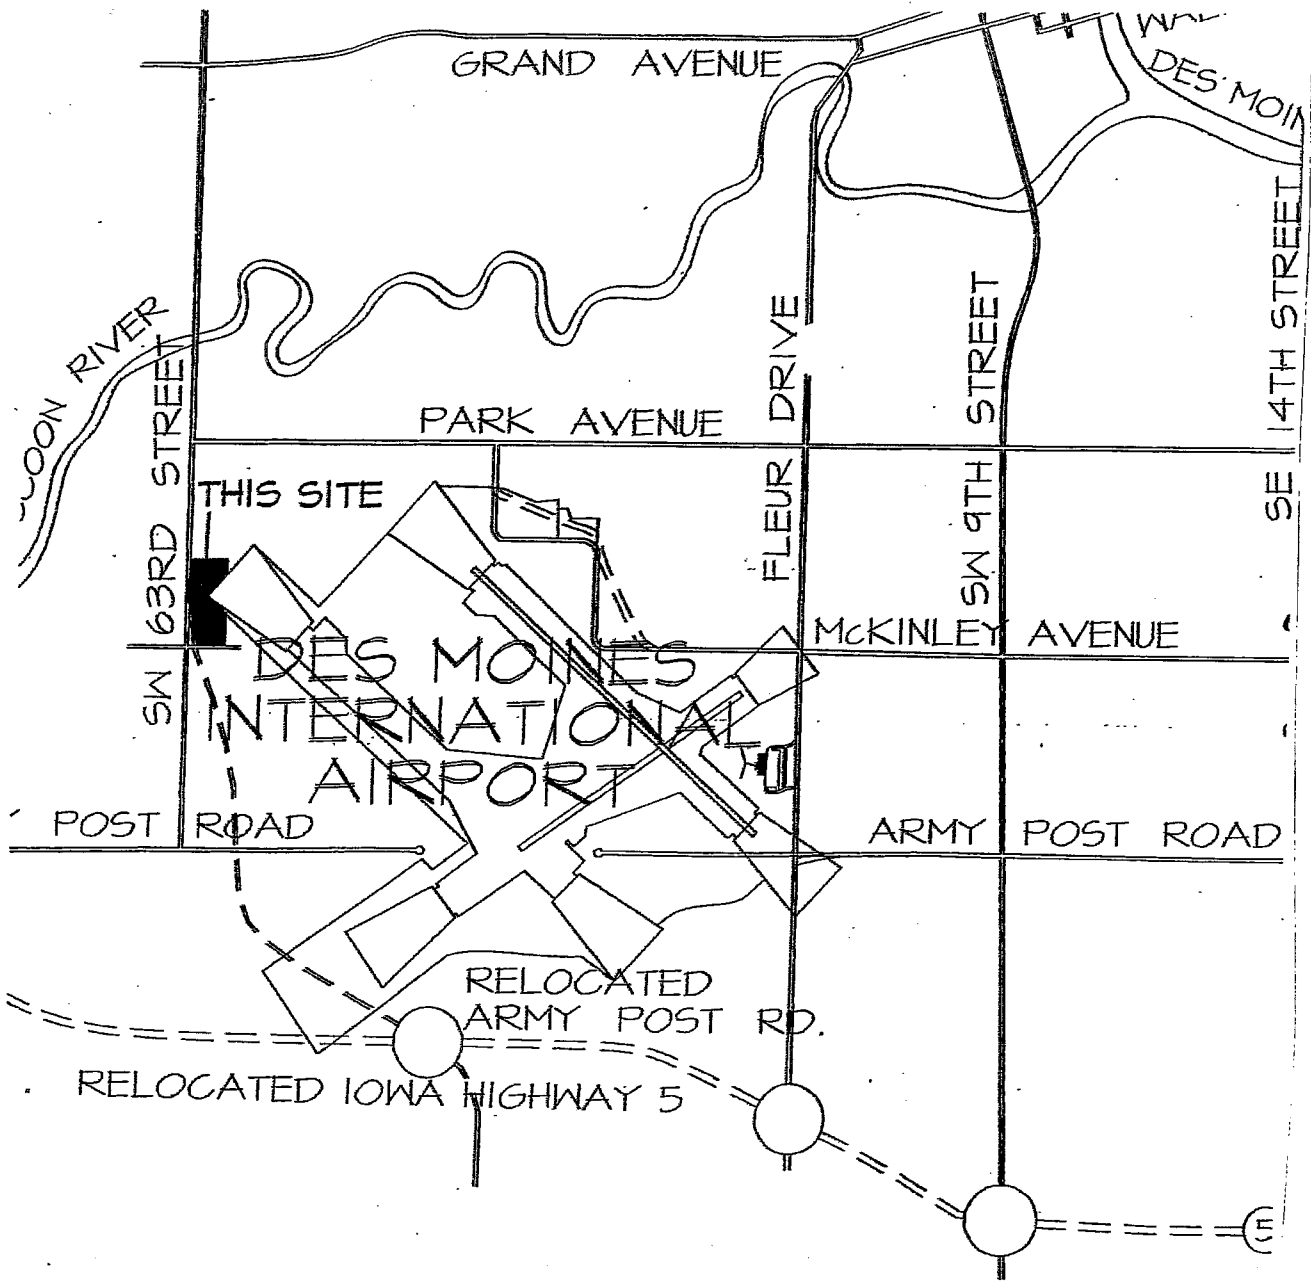 GRAND AVENUE
DES MOIN
RIVER
SW 63RD STREET
FLEUR DRIVE
SW 9TH STREET
SE 14TH STREET
PARK AVENUE
THIS SITE
McKINLEY AVENUE
DES MOINES
INTERNATIONAL
AIRPORT
POST ROAD
ARMY POST ROAD
RELOCATED
ARMY POST RD.
RELOCATED IOWA HIGHWAY 5
5